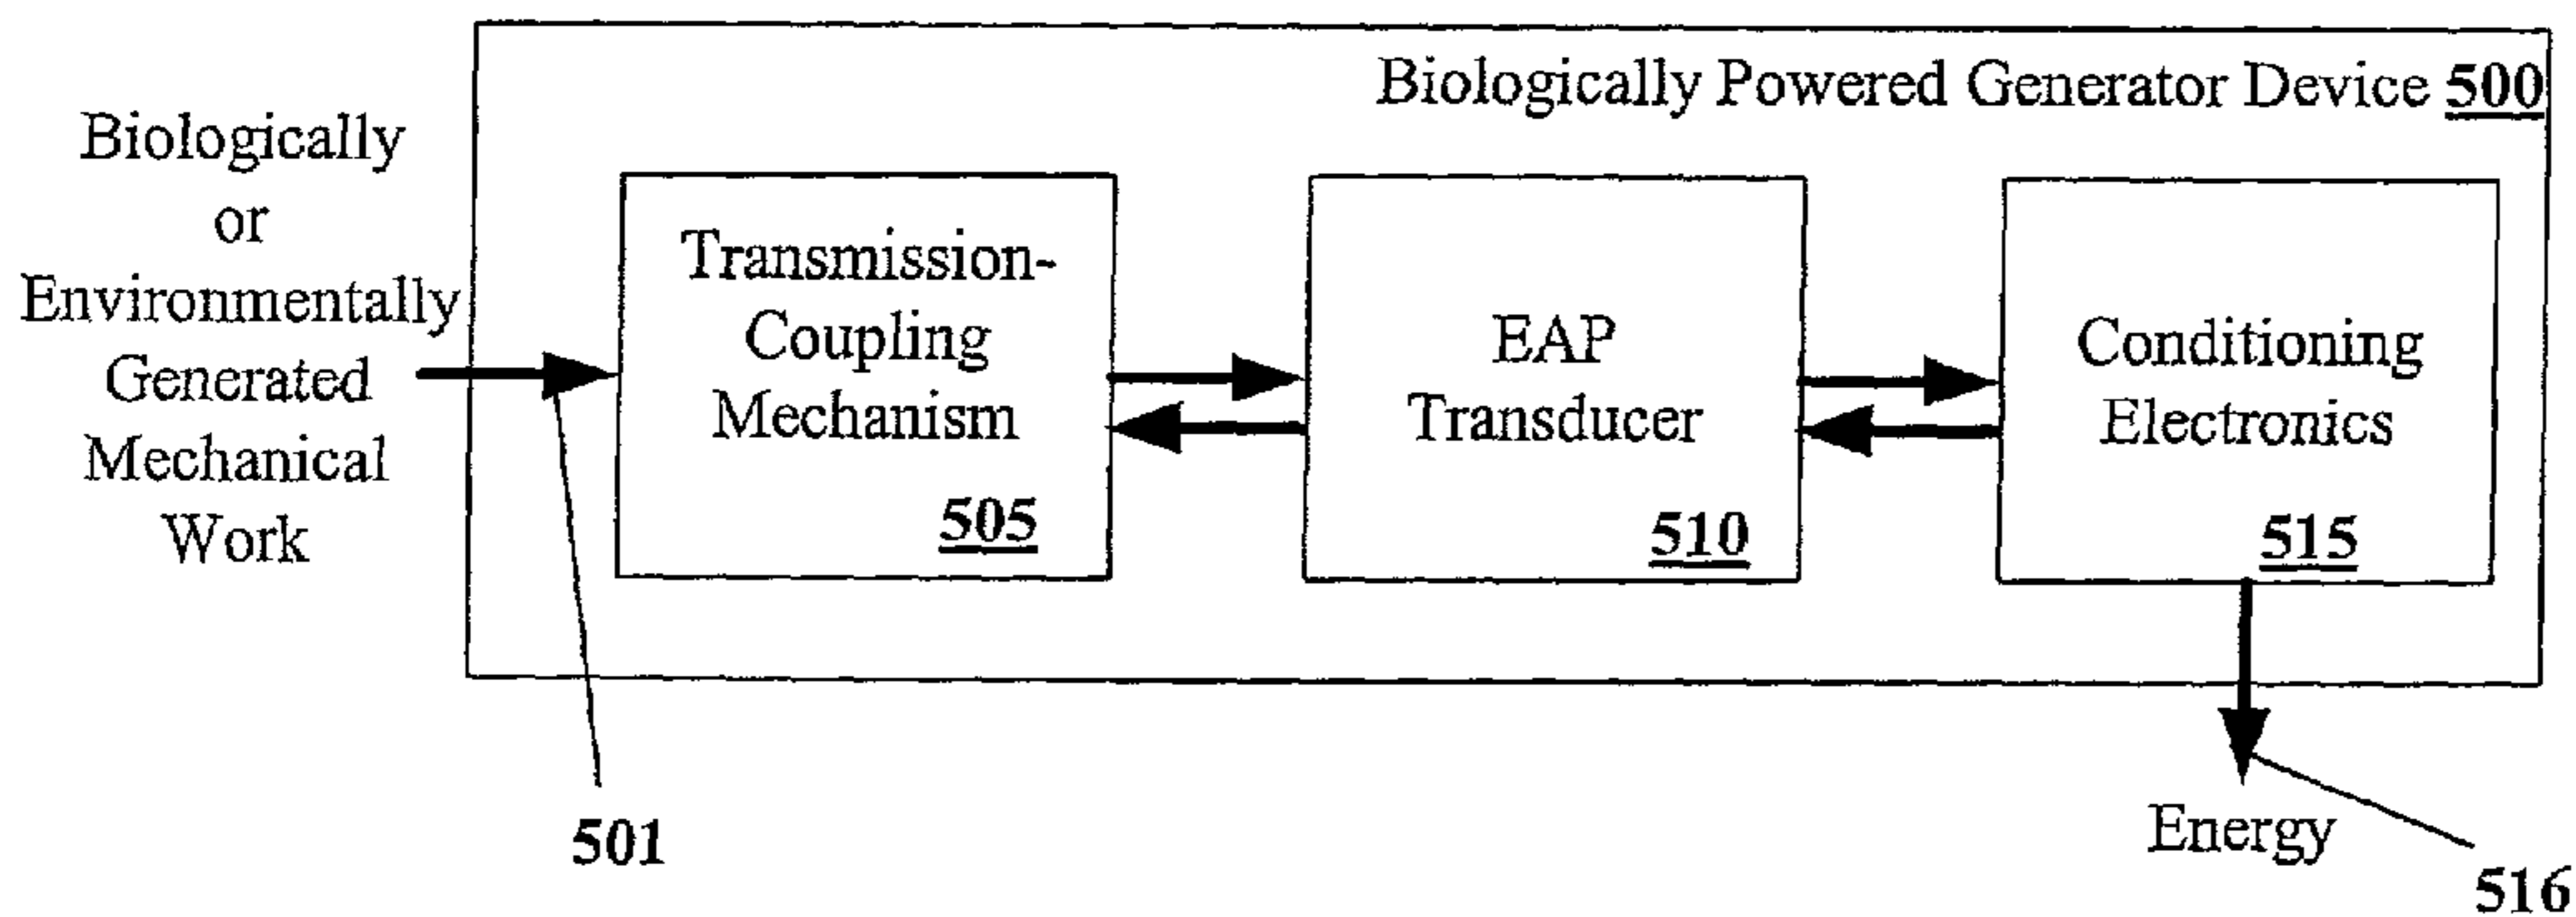 Biologically Powered Generator Device 500
Biologically
or
Environmentally
Generated
Mechanical
Work
Transmission-
Coupling
Mechanism
505
EAP
Transducer
510
Conditioning
Electronics
515
501
Energy
516